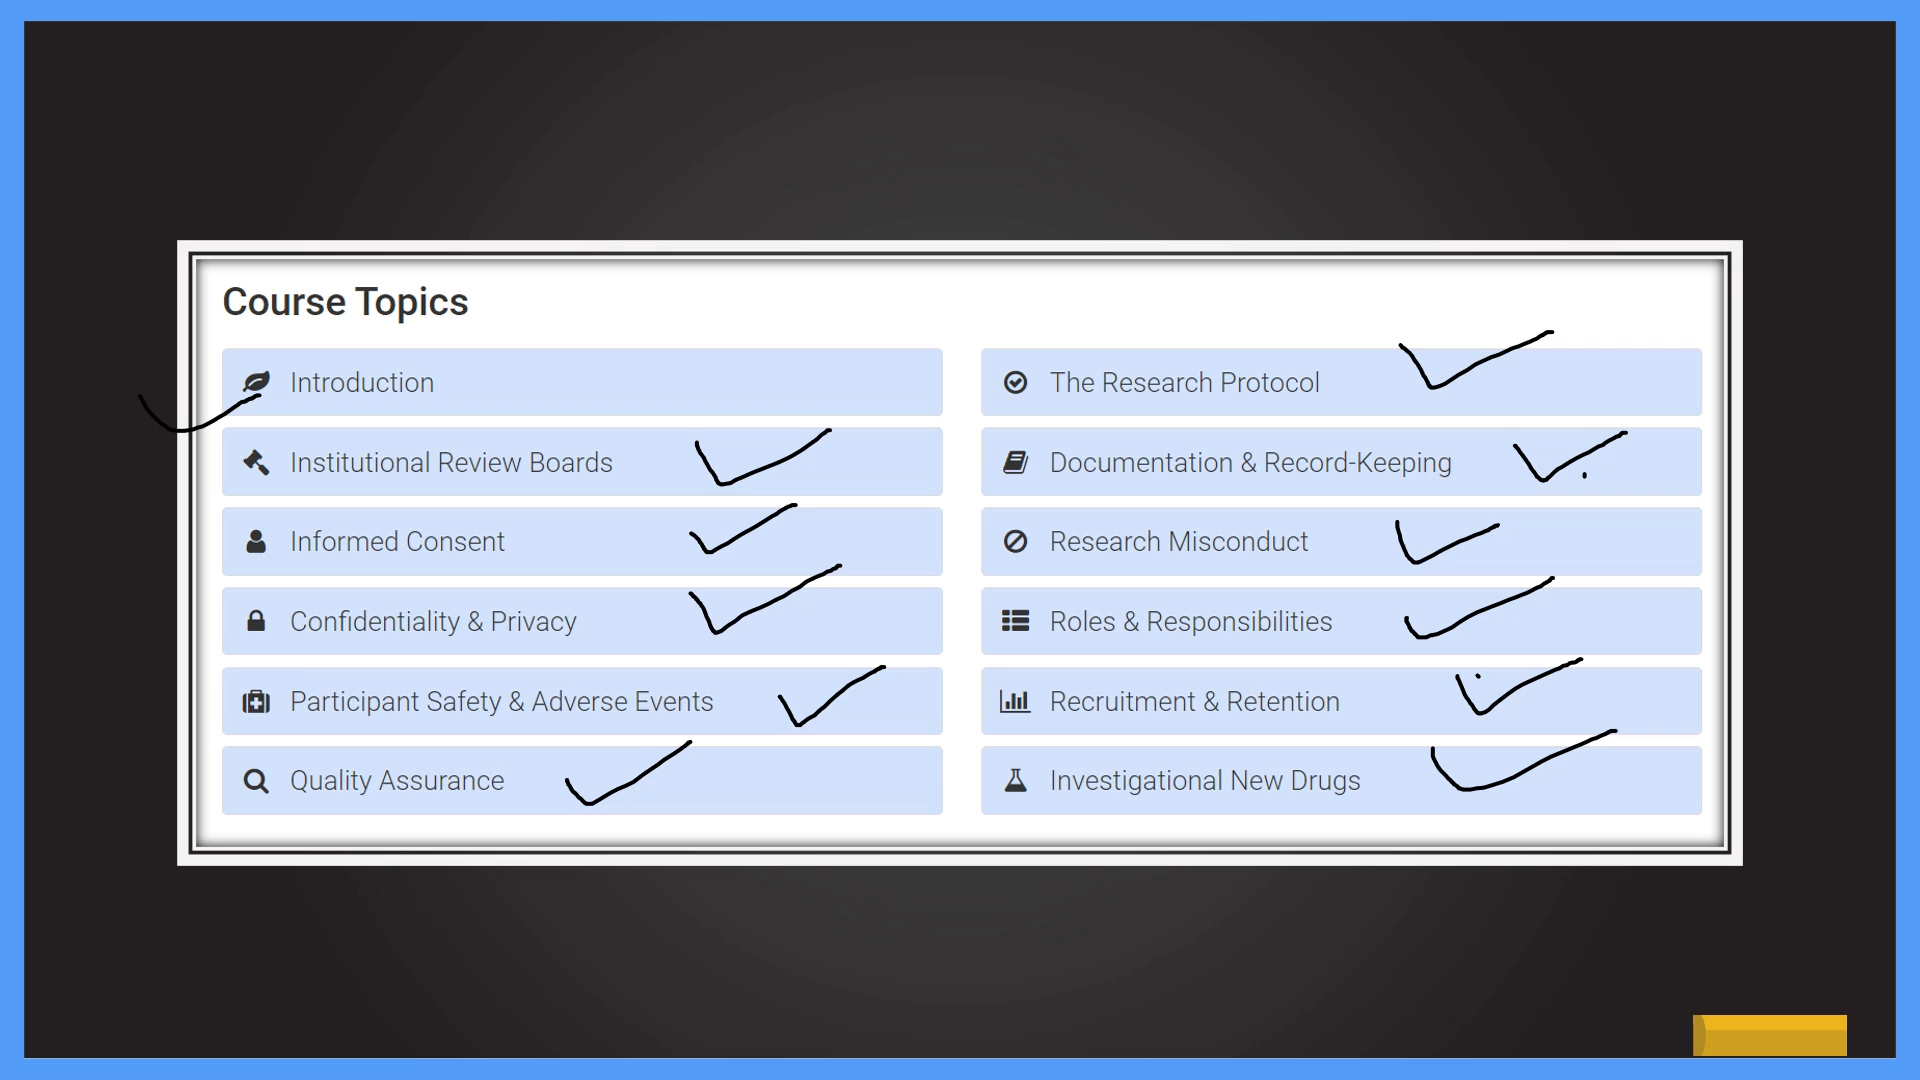 Course Topics
Introduction
Institutional Review Boards
Informed Consent
Confidentiality & Privacy
Participant Safety & Adverse Events
Quality Assurance
The Research Protocol
Documentation & Record-Keeping
Research Misconduct
Roles & Responsibilities
Recruitment & Retention
Investigational New Drugs